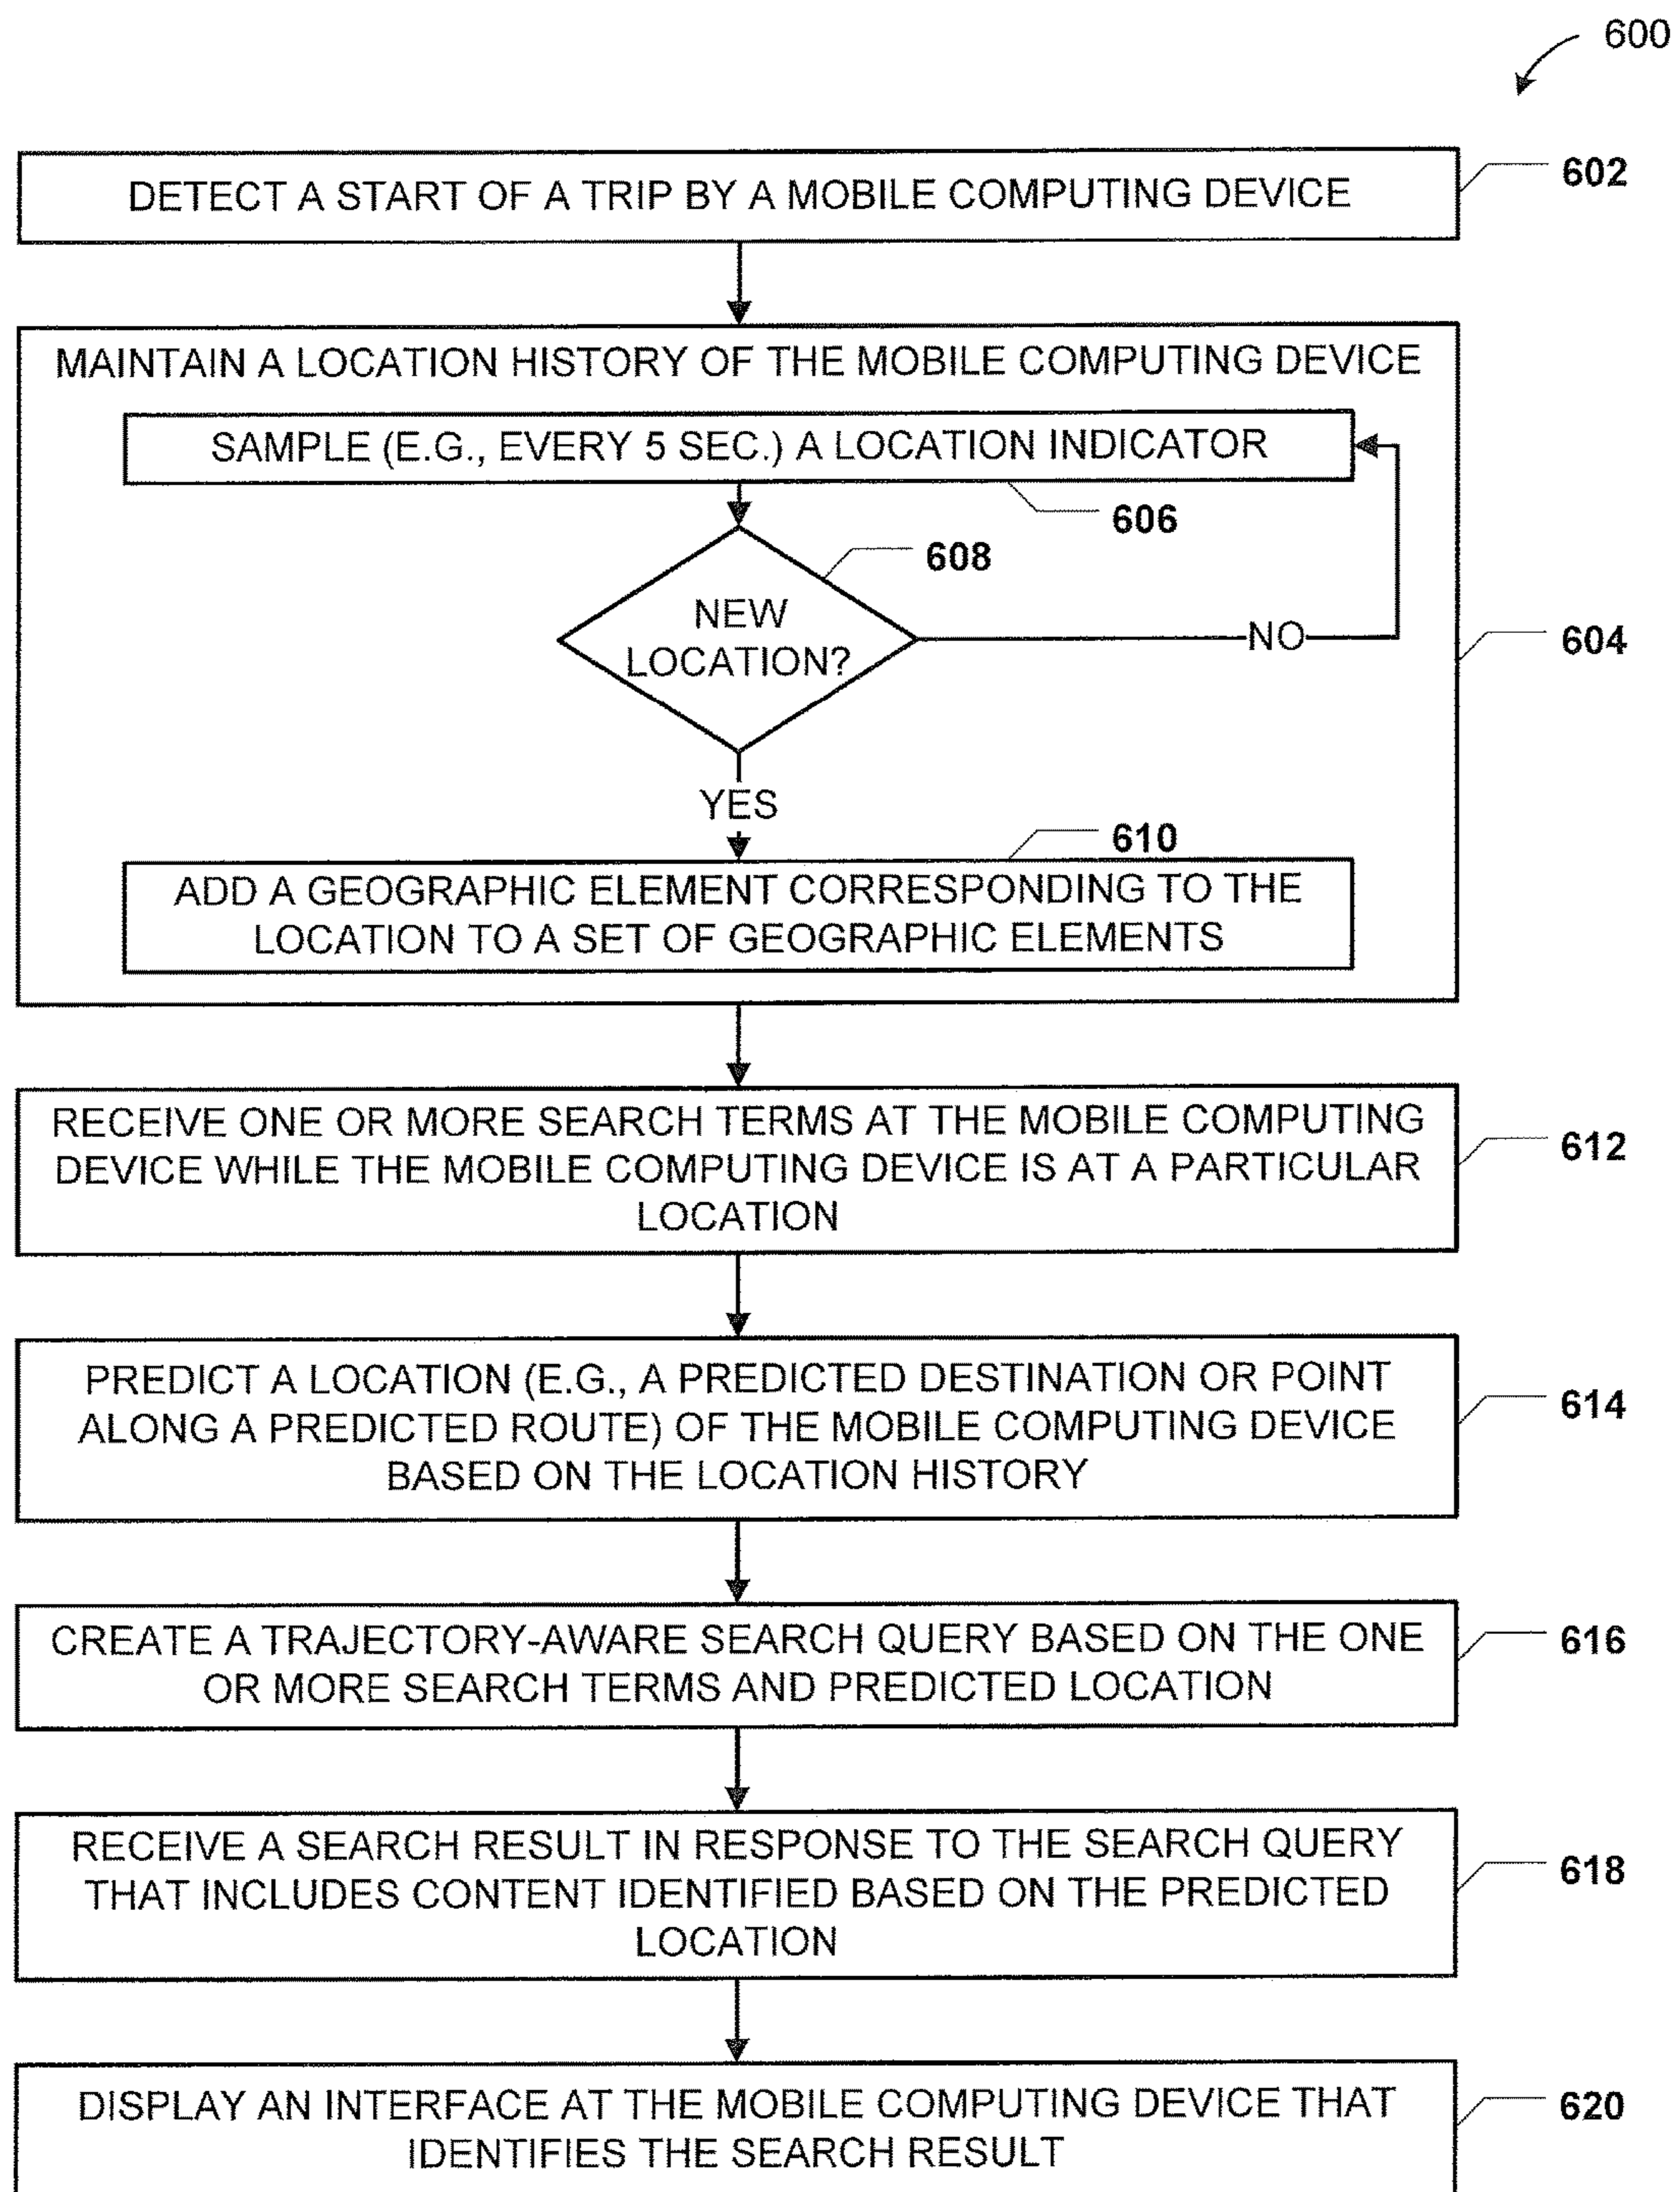 600
DETECT A START OF A TRIP BY A MOBILE COMPUTING DEVICE
602
MAINTAIN A LOCATION HISTORY OF THE MOBILE COMPUTING DEVICE
SAMPLE (E.G., EVERY 5 SEC.) A LOCATION INDICATOR
606
608
NEW
LOCATION?
NO
604
YES
610
ADD A GEOGRAPHIC ELEMENT CORRESPONDING TO THE
LOCATION TO A SET OF GEOGRAPHIC ELEMENTS
RECEIVE ONE OR MORE SEARCH TERMS AT THE MOBILE COMPUTING
DEVICE WHILE THE MOBILE COMPUTING DEVICE IS AT A PARTICULAR
LOCATION
612
PREDICT A LOCATION (E.G., A PREDICTED DESTINATION OR POINT
ALONG A PREDICTED ROUTE) OF THE MOBILE COMPUTING DEVICE
BASED ON THE LOCATION HISTORY
614
CREATE A TRAJECTORY-AWARE SEARCH QUERY BASED ON THE ONE
OR MORE SEARCH TERMS AND PREDICTED LOCATION
616
RECEIVE A SEARCH RESULT IN RESPONSE TO THE SEARCH QUERY
THAT INCLUDES CONTENT IDENTIFIED BASED ON THE PREDICTED
LOCATION
618
DISPLAY AN INTERFACE AT THE MOBILE COMPUTING DEVICE THAT
IDENTIFIES THE SEARCH RESULT
620